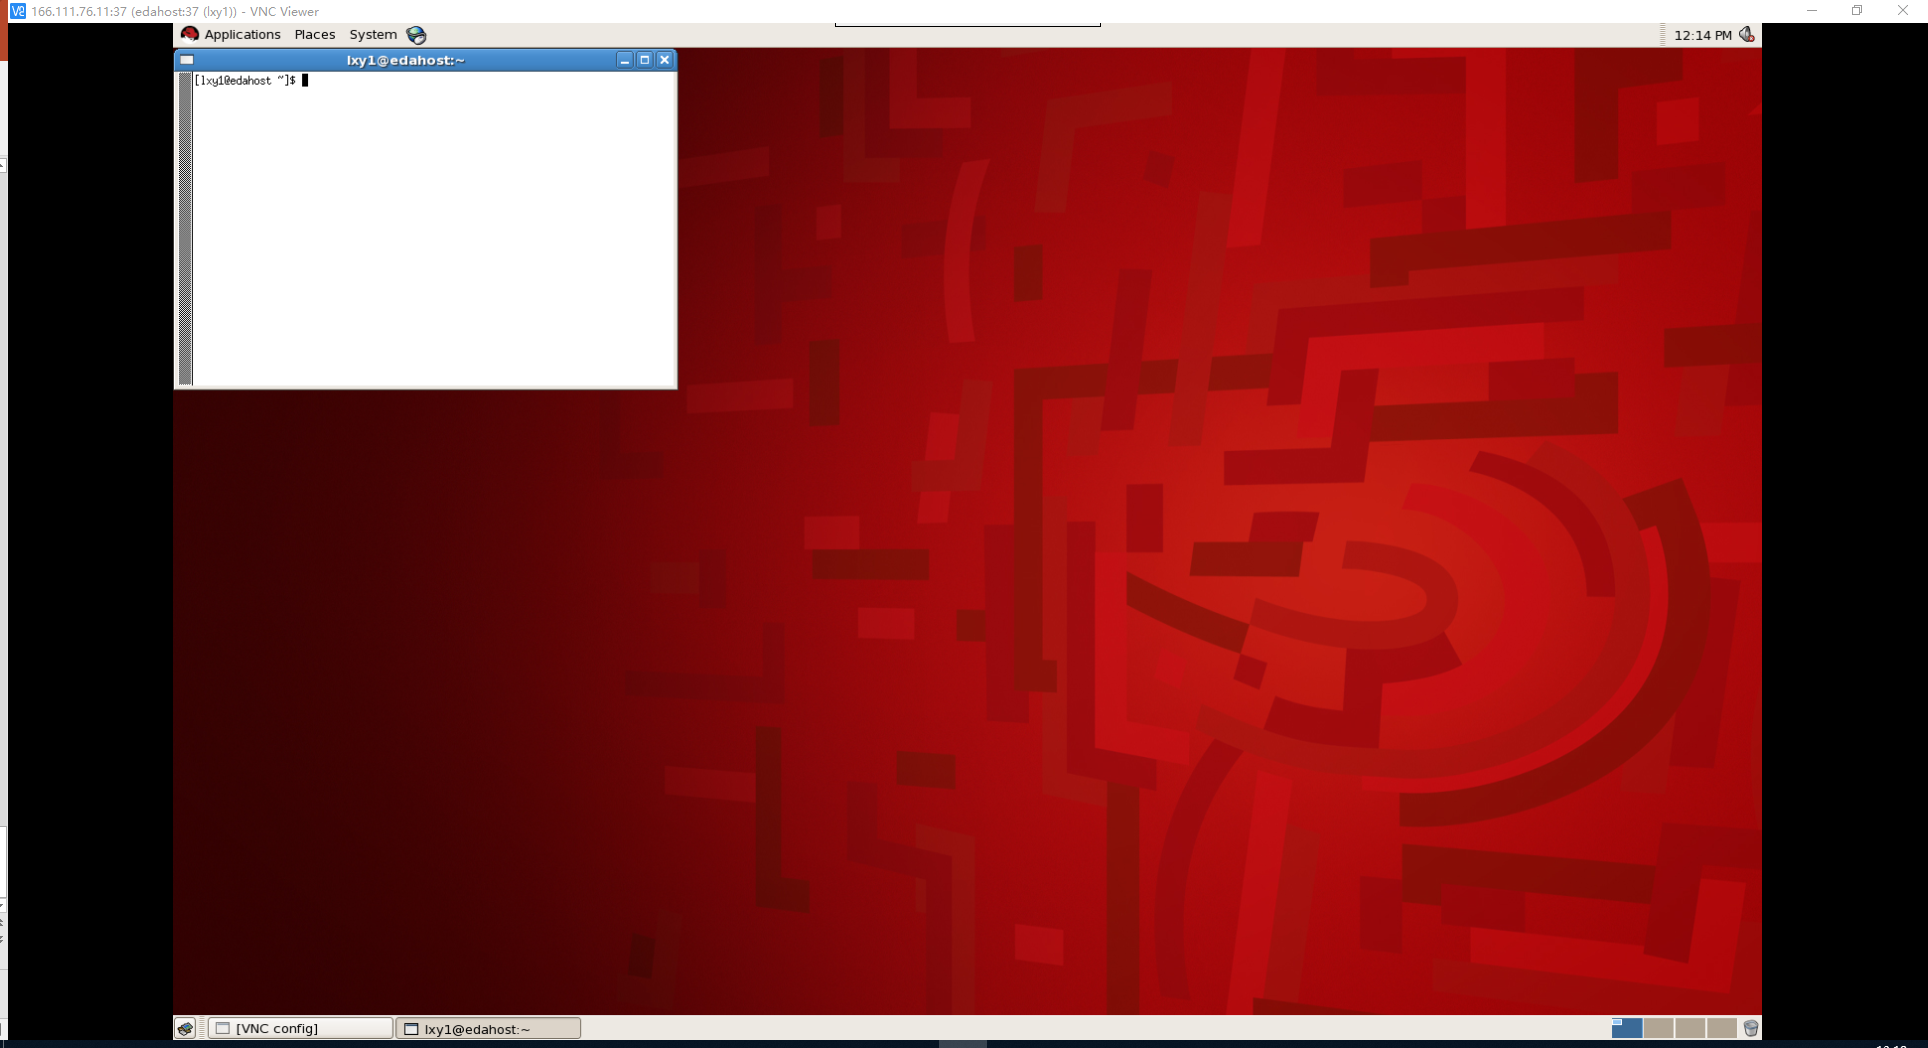 166.111.76.11:37 (edahost:37 (lxy1)) - VNC Viewer
Applications Places System
12:14 PM
lxy1@edahost:~
[lxy1@edahost ~]$
[VNC config]
lxy1@edahost:~